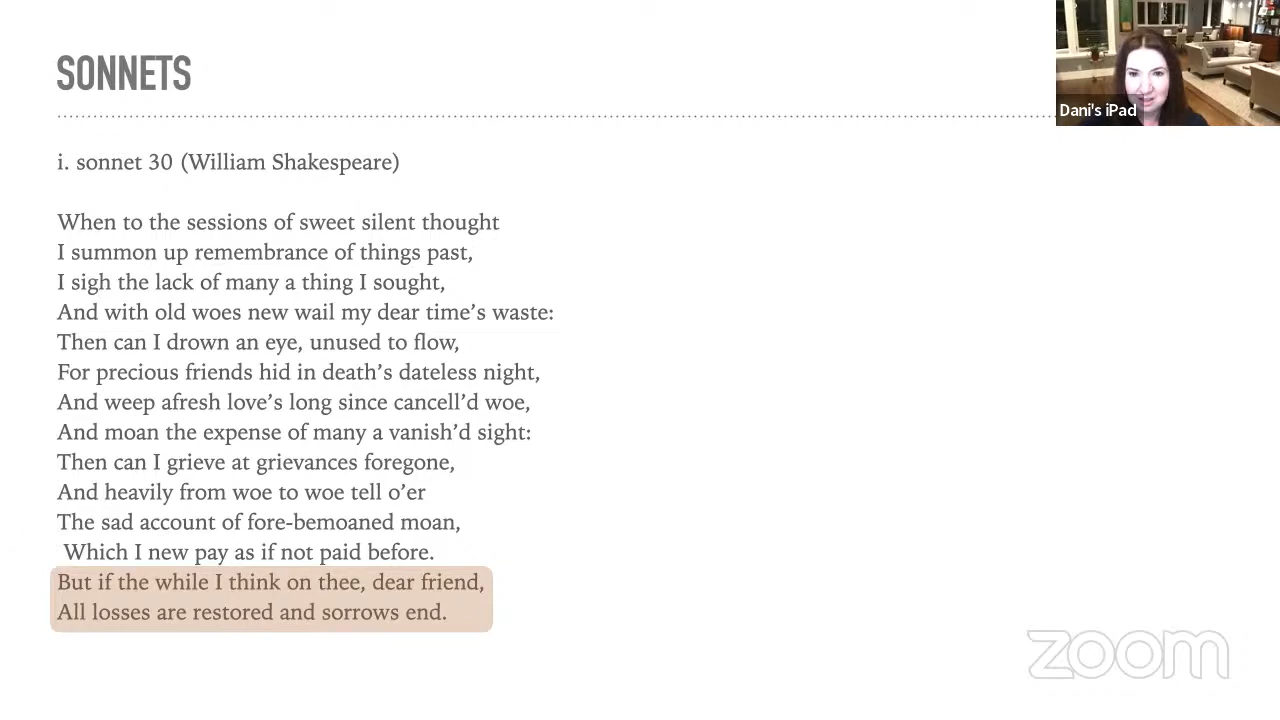 SONNETS
Dani's iPad
i. sonnet 30 (William Shakespeare)
When to the sessions of sweet silent thought
I summon up remembrance of things past,
I sigh the lack of many a thing I sought,
And with old woes new wail my dear time’s waste:
Then can I drown an eye, unused to flow,
For precious friends hid in death’s dateless night,
And weep afresh love’s long since cancell’d woe,
And moan the expense of many a vanish’d sight:
Then can I grieve at grievances foregone,
And heavily from woe to woe tell o’er
The sad account of fore-bemoaned moan,
Which I new pay as if not paid before.
But if the while I think on thee, dear friend,
All losses are restored and sorrows end.
zoom